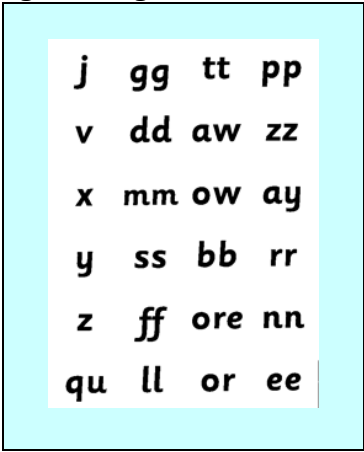 j gg tt pp
v dd aw zz
x mm ow ay
y ss bb rr
z ff ore nn
qu ll or ee